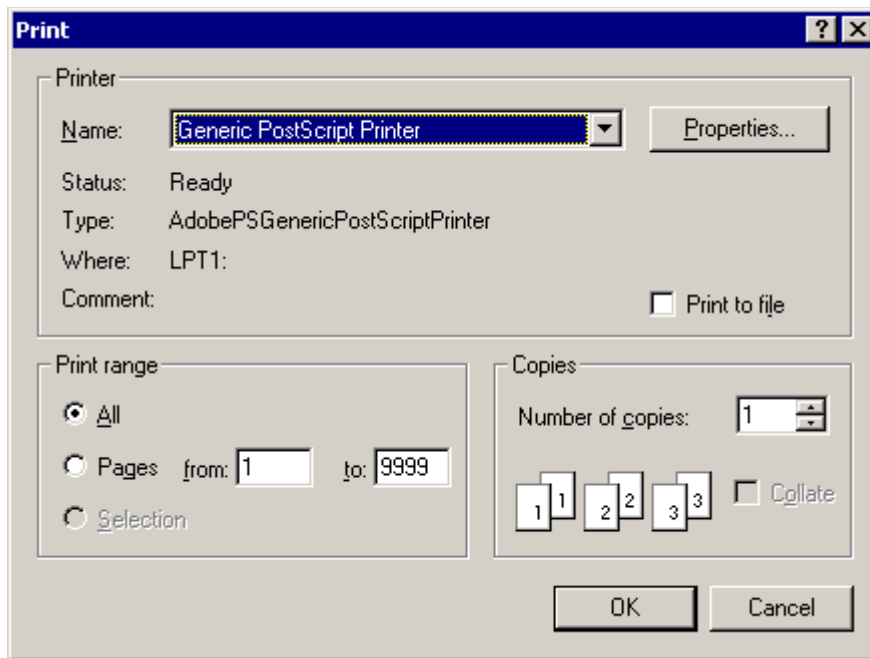 Print
Printer
Name: Generic PostScript Printer Properties...
Status: Ready
Type: AdobePSGenericPostScriptPrinter
Where: LPT1:
Comment:
Print to file
Print range
All
Pages from: 1 to: 9999
Selection
Copies
Number of copies: 1
1 1 2 2 3 3 Collate
OK Cancel